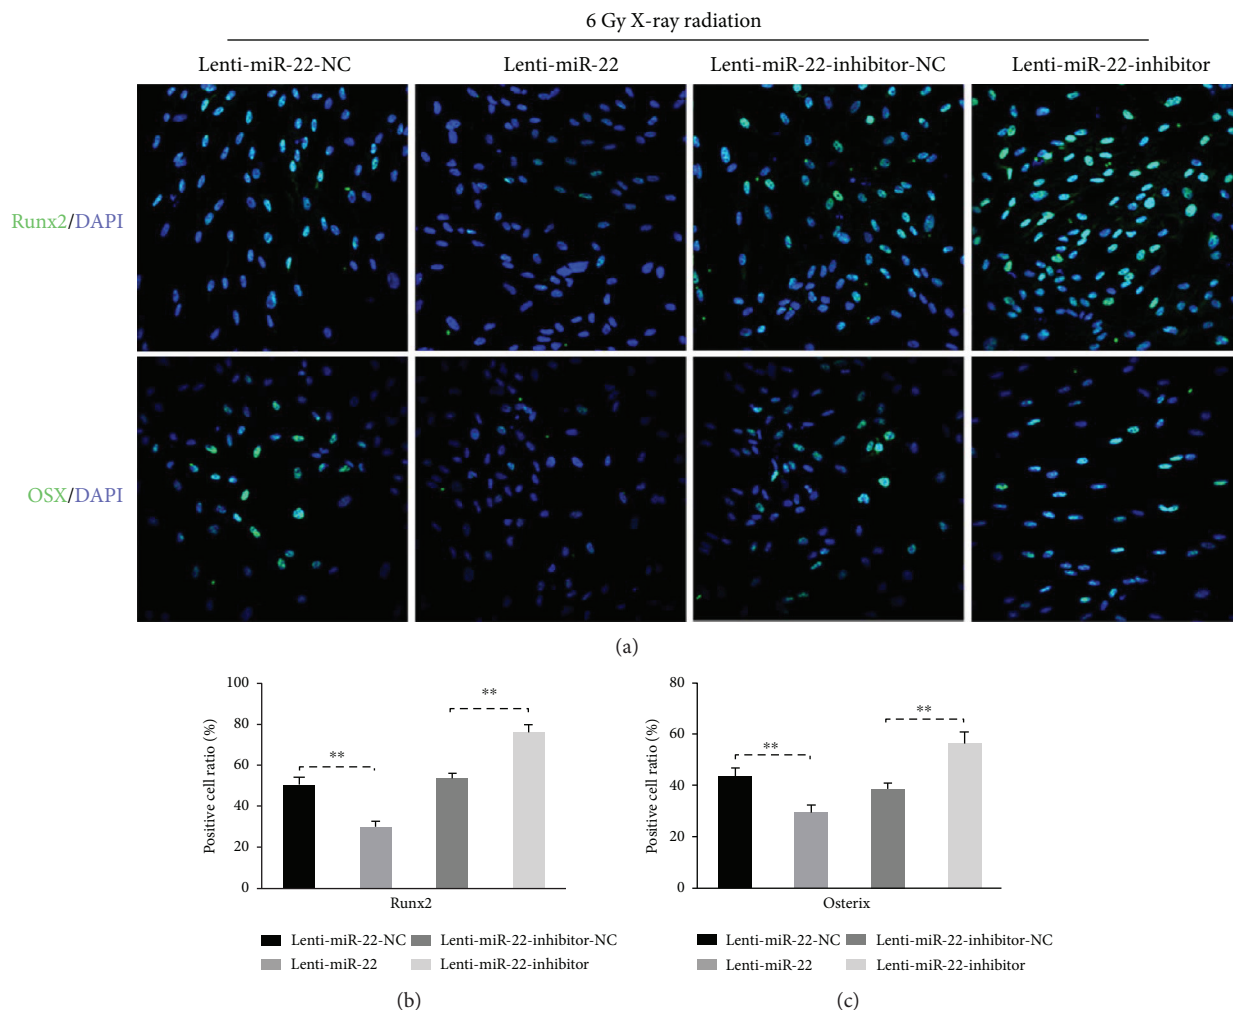 6 Gy X-ray radiation
Lenti-miR-22-NC Lenti-miR-22 Lenti-miR-22-inhibitor-NC Lenti-miR-22-inhibitor
Runx2/DAPI
OSX/DAPI
(a)
100
80
60
40
20
0
Positive cell ratio (%)
**
**
Runx2
Lenti-miR-22-NC Lenti-miR-22-inhibitor-NC
Lenti-miR-22 Lenti-miR-22-inhibitor
(b)
80
60
40
20
0
Positive cell ratio (%)
**
**
Osterix
Lenti-miR-22-NC Lenti-miR-22-inhibitor-NC
Lenti-miR-22 Lenti-miR-22-inhibitor
(c)